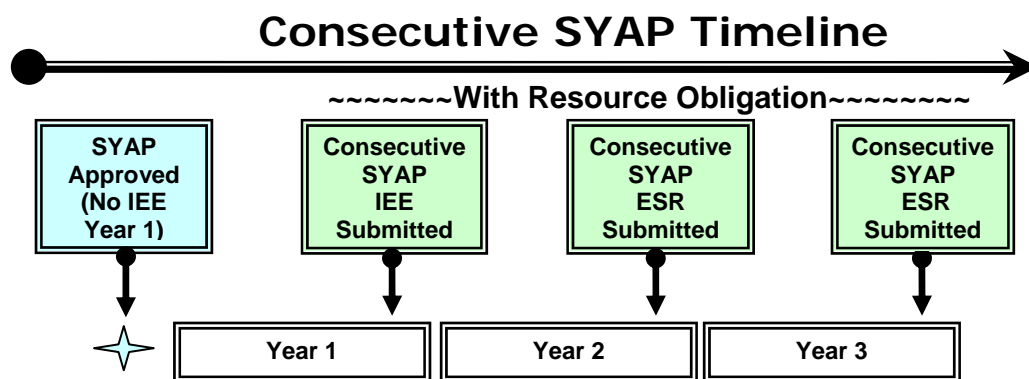 Consecutive SYAP Timeline
~~~~~~~With Resource Obligation~~~~~~~~
SYAP
Approved
(No IEE
Year 1)
Consecutive
SYAP
IEE
Submitted
Consecutive
SYAP
ESR
Submitted
Consecutive
SYAP
ESR
Submitted
Year 1
Year 2
Year 3